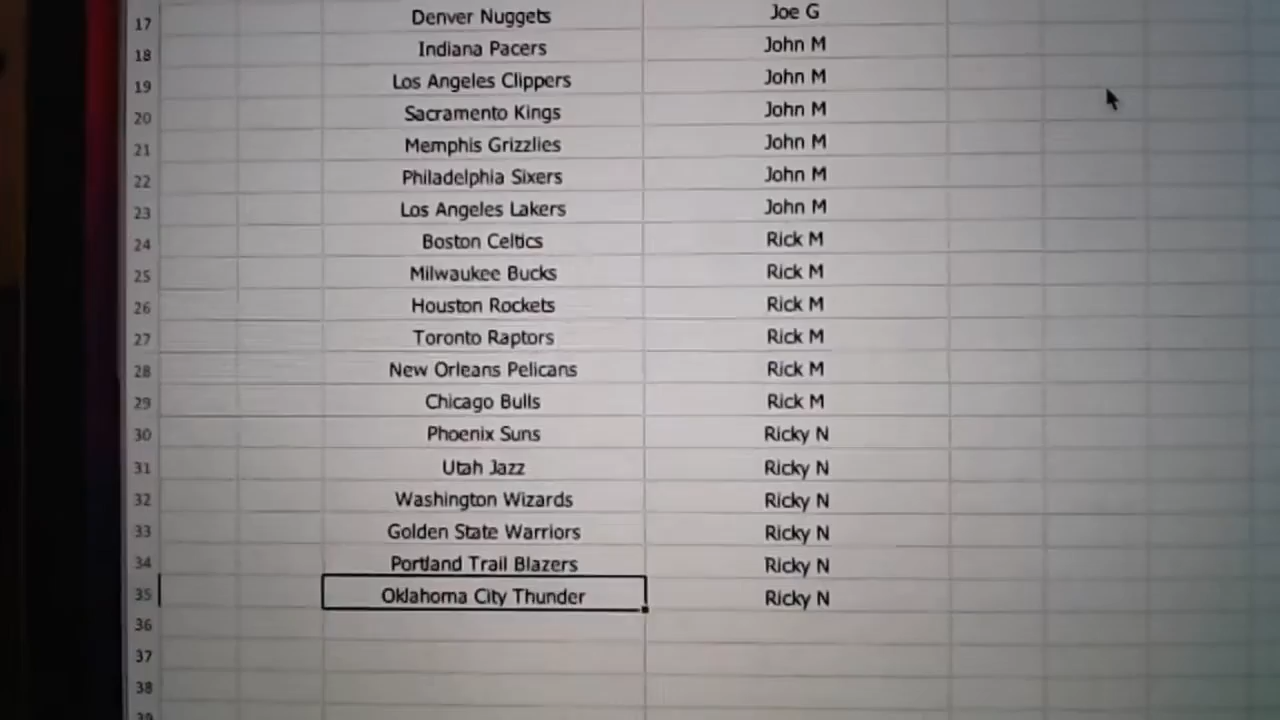 17 Denver Nuggets Joe G
18 Indiana Pacers John M
19 Los Angeles Clippers John M
20 Sacramento Kings John M
21 Memphis Grizzlies John M
22 Philadelphia Sixers John M
23 Los Angeles Lakers John M
24 Boston Celtics Rick M
25 Milwaukee Bucks Rick M
26 Houston Rockets Rick M
27 Toronto Raptors Rick M
28 New Orleans Pelicans Rick M
29 Chicago Bulls Rick M
30 Phoenix Suns Ricky N
31 Utah Jazz Ricky N
32 Washington Wizards Ricky N
33 Golden State Warriors Ricky N
34 Portland Trail Blazers Ricky N
35 Oklahoma City Thunder Ricky N
36
37
38
39